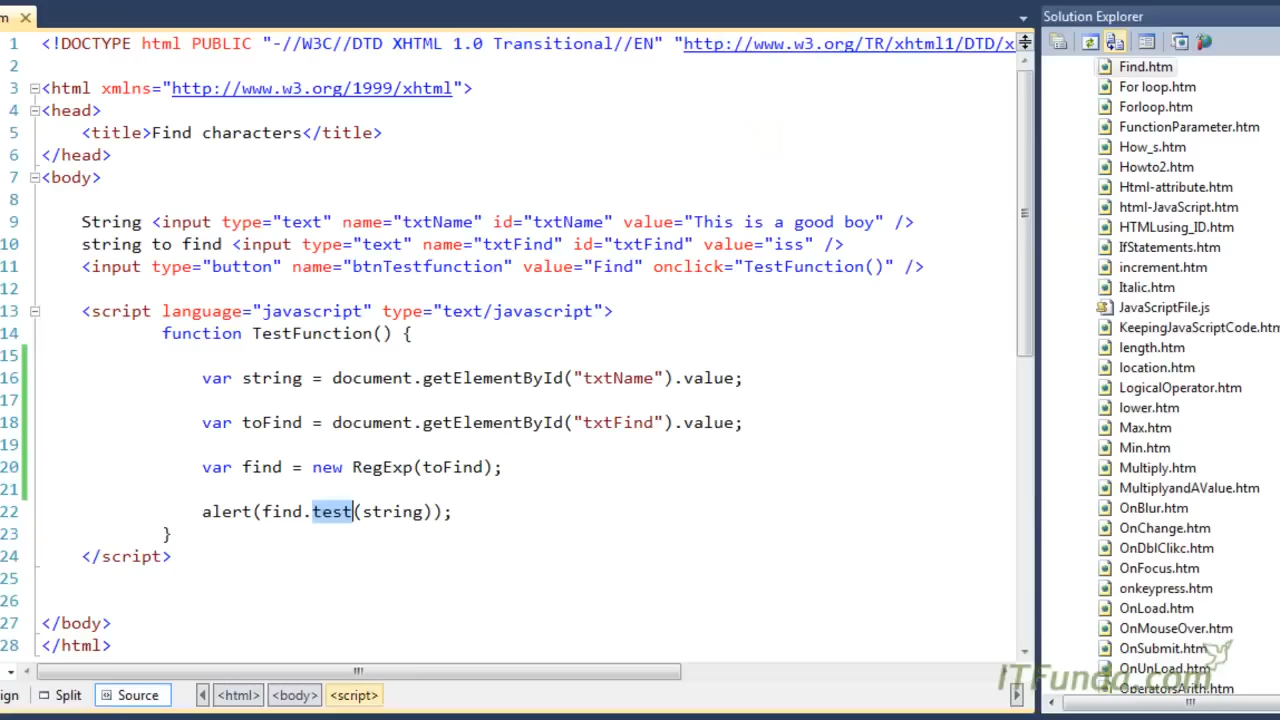 m ✕
1 <!DOCTYPE html PUBLIC "-//W3C//DTD XHTML 1.0 Transitional//EN" "http://www.w3.org/TR/xhtml1/DTD/x
2
3 <html xmlns="http://www.w3.org/1999/xhtml">
4 <head>
5 <title>Find characters</title>
6 </head>
7 <body>
8
9 String <input type="text" name="txtName" id="txtName" value="This is a good boy" />
10 string to find <input type="text" name="txtFind" id="txtFind" value="iss" />
11 <input type="button" name="btnTestfunction" value="Find" onclick="TestFunction()" />
12
13 <script language="javascript" type="text/javascript">
14 function TestFunction() {
15
16 var string = document.getElementById("txtName").value;
17
18 var toFind = document.getElementById("txtFind").value;
19
20 var find = new RegExp(toFind);
21
22 alert(find.test(string));
23 }
24 </script>
25
26
27 </body>
28 </html>
ign Split Source <html> <body> <script>
Solution Explorer
Find.htm
For loop.htm
Forloop.htm
FunctionParameter.htm
How_s.htm
Howto2.htm
Html-attribute.htm
html-JavaScript.htm
HTMLusing_ID.htm
IfStatements.htm
increment.htm
Italic.htm
JavaScriptFile.js
KeepingJavaScriptCode.htm
length.htm
location.htm
LogicalOperator.htm
lower.htm
Max.htm
Min.htm
Multiply.htm
MultiplyandAValue.htm
OnBlur.htm
OnChange.htm
OnDblClikc.htm
OnFocus.htm
onkeypress.htm
OnLoad.htm
OnMouseOver.htm
OnSubmit.htm
OnUnLoad.htm
OperatorsArith.htm
ITFunda.com